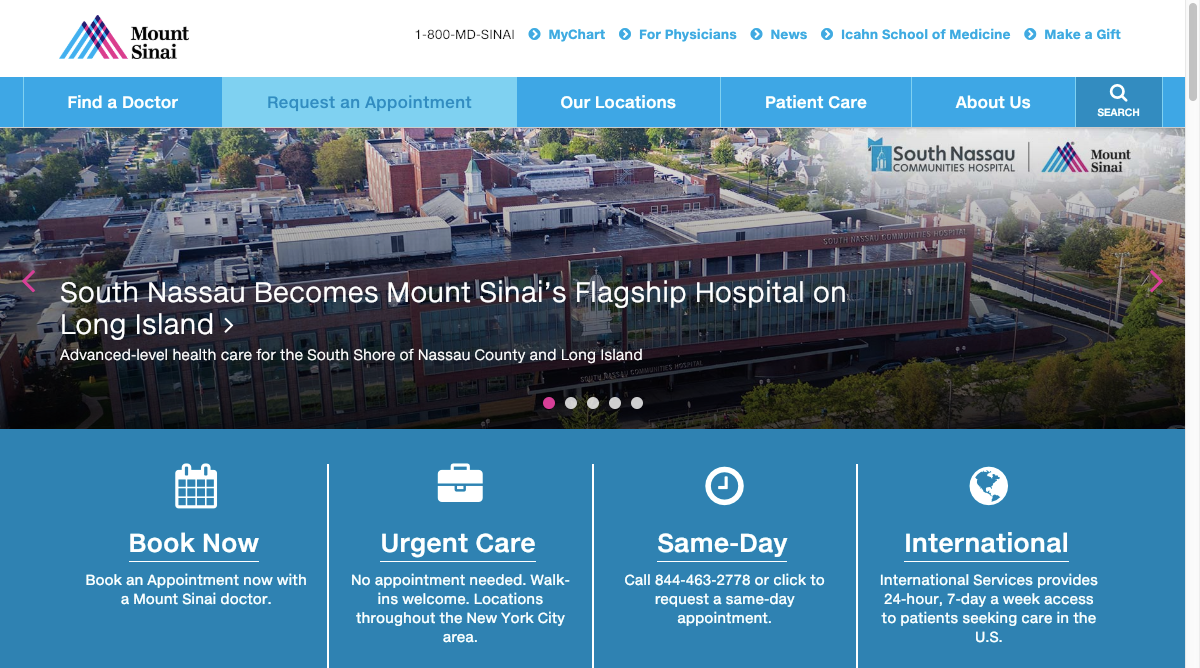 Mount
Sinai
1-800-MD-SINAI MyChart For Physicians News Icahn School of Medicine Make a Gift
Find a Doctor Request an Appointment Our Locations Patient Care About Us SEARCH
South Nassau
COMMUNITIES HOSPITAL
Mount
Sinai
SOUTH NASSAU COMMUNITIES HOSPITAL
South Nassau Becomes Mount Sinai's Flagship Hospital on
Long Island
Advanced-level health care for the South Shore of Nassau County and Long Island
SOUTH NASSAU COMMUNITIES HOSPITAL
Book Now
Book an Appointment now with
a Mount Sinai doctor.
Urgent Care
No appointment needed. Walk-
ins welcome. Locations
throughout the New York City
area.
Same-Day
Call 844-463-2778 or click to
request a same-day
appointment.
International
International Services provides
24-hour, 7-day a week access
to patients seeking care in the
U.S.